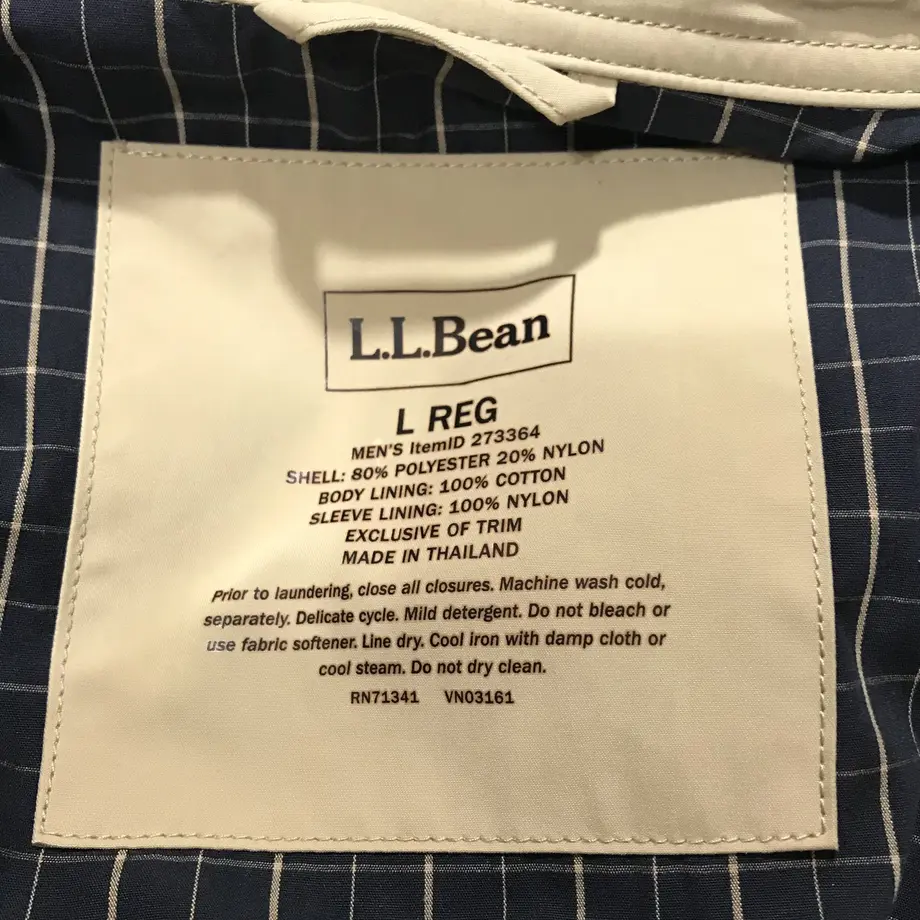 L.L.Bean
L REG
MEN'S ItemID 273364
SHELL: 80% POLYESTER 20% NYLON
BODY LINING: 100% COTTON
SLEEVE LINING: 100% NYLON
EXCLUSIVE OF TRIM
MADE IN THAILAND
Prior to laundering, close all closures. Machine wash cold,
separately. Delicate cycle. Mild detergent. Do not bleach or
use fabric softener. Line dry. Cool iron with damp cloth or
cool steam. Do not dry clean.
RN71341 VN03161